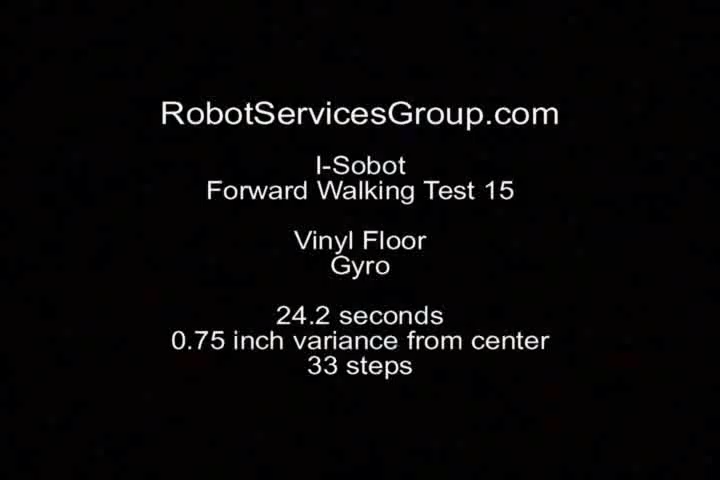 RobotServicesGroup.com
I-Sobot
Forward Walking Test 15
Vinyl Floor
Gyro
24.2 seconds
0.75 inch variance from center
33 steps